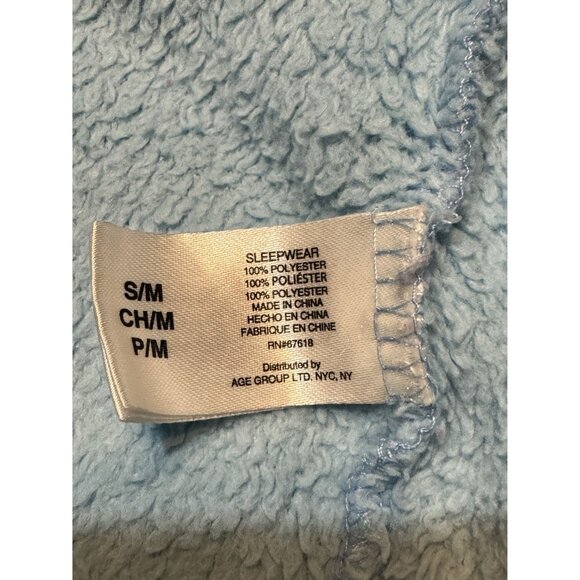 S/M
CH/M
P/M
SLEEPWEAR
100% POLYESTER
100% POLIÉSTER
100% POLYESTER
MADE IN CHINA
HECHO EN CHINA
FABRIQUE EN CHINE
RN#67618
Distributed by
AGE GROUP LTD. NYC, NY